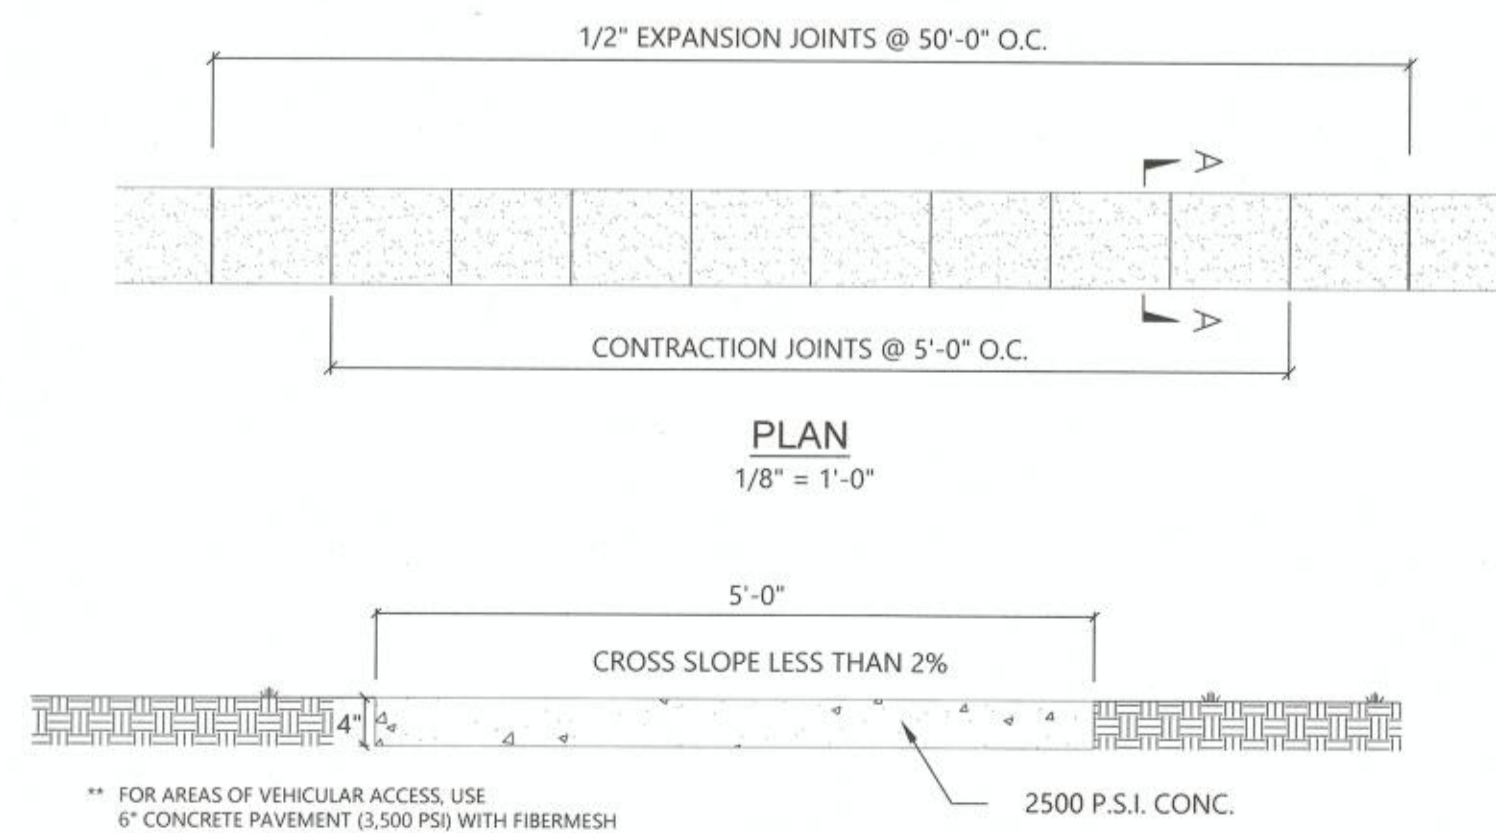 1/2" EXPANSION JOINTS @ 50'-0" O.C.
A
A
CONTRACTION JOINTS @ 5'-0" O.C.
PLAN
1/8" = 1'-0"
5'-0"
CROSS SLOPE LESS THAN 2%
4"
** FOR AREAS OF VEHICULAR ACCESS, USE
6" CONCRETE PAVEMENT (3,500 PSI) WITH FIBERMESH
2500 P.S.I. CONC.